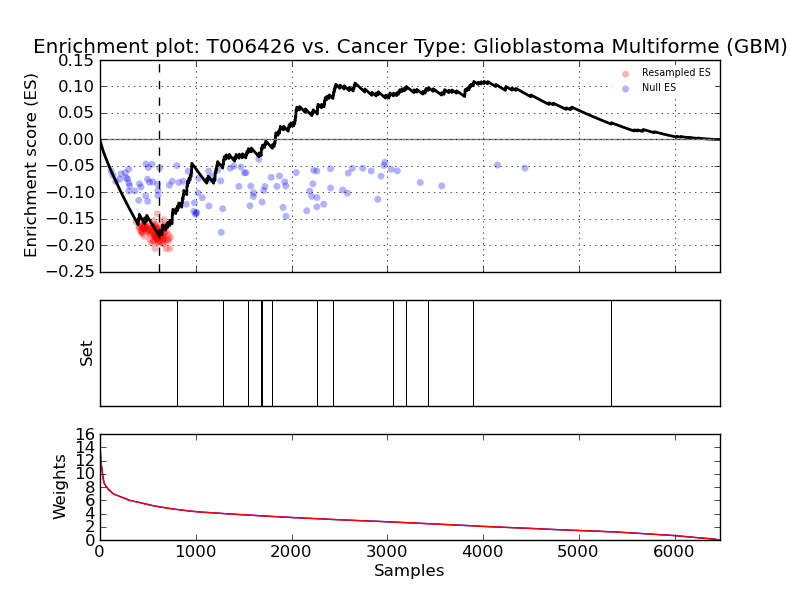 Enrichment plot: T006426 vs. Cancer Type: Glioblastoma Multiforme (GBM)
Enrichment score (ES)
0.15
0.10
0.05
0.00
−0.05
−0.10
−0.15
−0.20
−0.25
Resampled ES
Null ES
Set
Weights
16
14
12
10
8
6
4
2
0
0 1000 2000 3000 4000 5000 6000
Samples